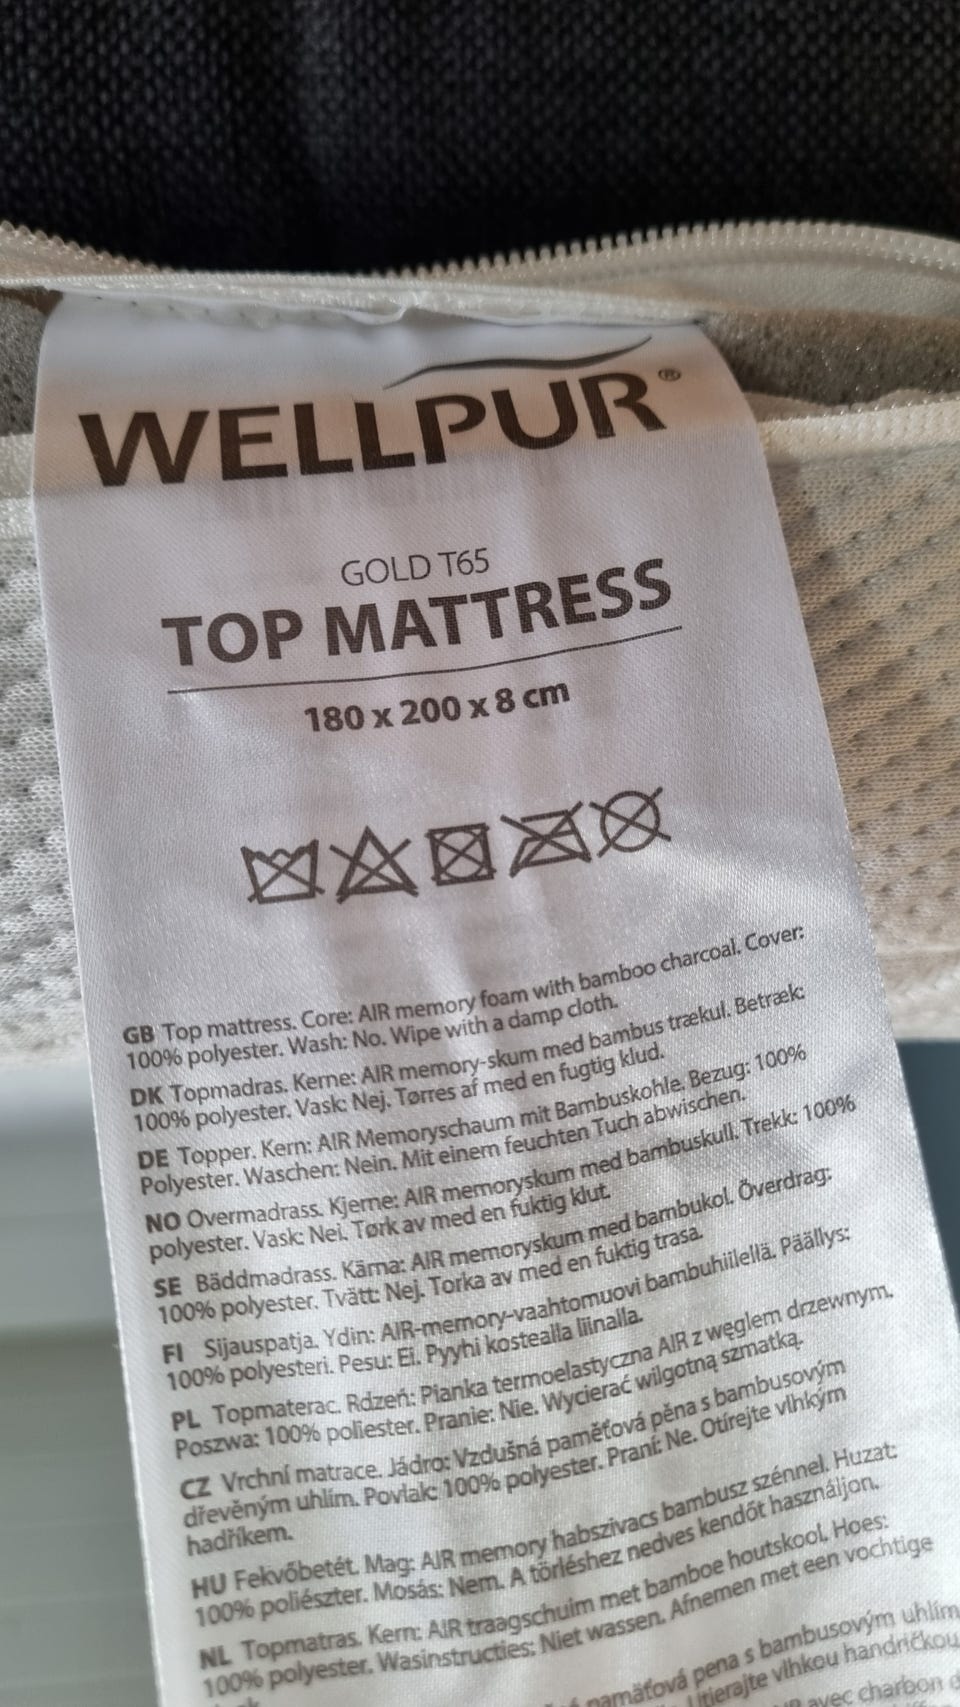 WELLPUR®
GOLD T65
TOP MATTRESS
180 x 200 x 8 cm
GB Top mattress. Core: AIR memory foam with bamboo charcoal. Cover:
100% polyester. Wash: No. Wipe with a damp cloth.
DK Topmadras. Kerne: AIR memory-skum med bambus trækul. Betræk:
100% polyester. Vask: Nej. Tørres af med en fugtig klud.
DE Topper. Kern: AIR Memoryschaum mit Bambuskohle. Bezug: 100%
Polyester. Waschen: Nein. Mit einem feuchten Tuch abwischen.
NO Overmadrass. Kjerne: AIR memoryskum med bambuskull. Trekk: 100%
polyester. Vask: Nei. Tørk av med en fuktig klut.
SE Bäddmadrass. Kärna: AIR memoryskum med bambukol. Överdrag:
100% polyester. Tvätt: Nej. Torka av med en fuktig trasa.
FI Sijauspatja. Ydin: AIR-memory-vaahtomuovi bambuhiilellä. Päällys:
100% polyesteri. Pesu: Ei. Pyyhi kostealla liinalla.
PL Topmaterac. Rdzeń: Pianka termoelastyczna AIR z węglem drzewnym.
Poszwa: 100% poliester. Pranie: Nie. Wycierać wilgotną szmatką.
CZ Vrchní matrace. Jádro: Vzdušná paměťová pěna s bambusovým
dřevěným uhlím. Povlak: 100% polyester. Praní: Ne. Otírejte vlhkým
hadříkem.
HU Fekvőbetét. Mag: AIR memory habszivacs bambusz szénnel. Huzat:
100% poliészter. Mosás: Nem. A törléshez nedves kendőt használjon.
NL Topmatras. Kern: AIR traagschuim met bamboe houtskool. Hoes:
100% polyester. Wasinstructies: Niet wassen. Afnemen met een vochtige
pamäťová pena s bambusovým uhlím
Utierajte vlhkou handričkou
avec charbon